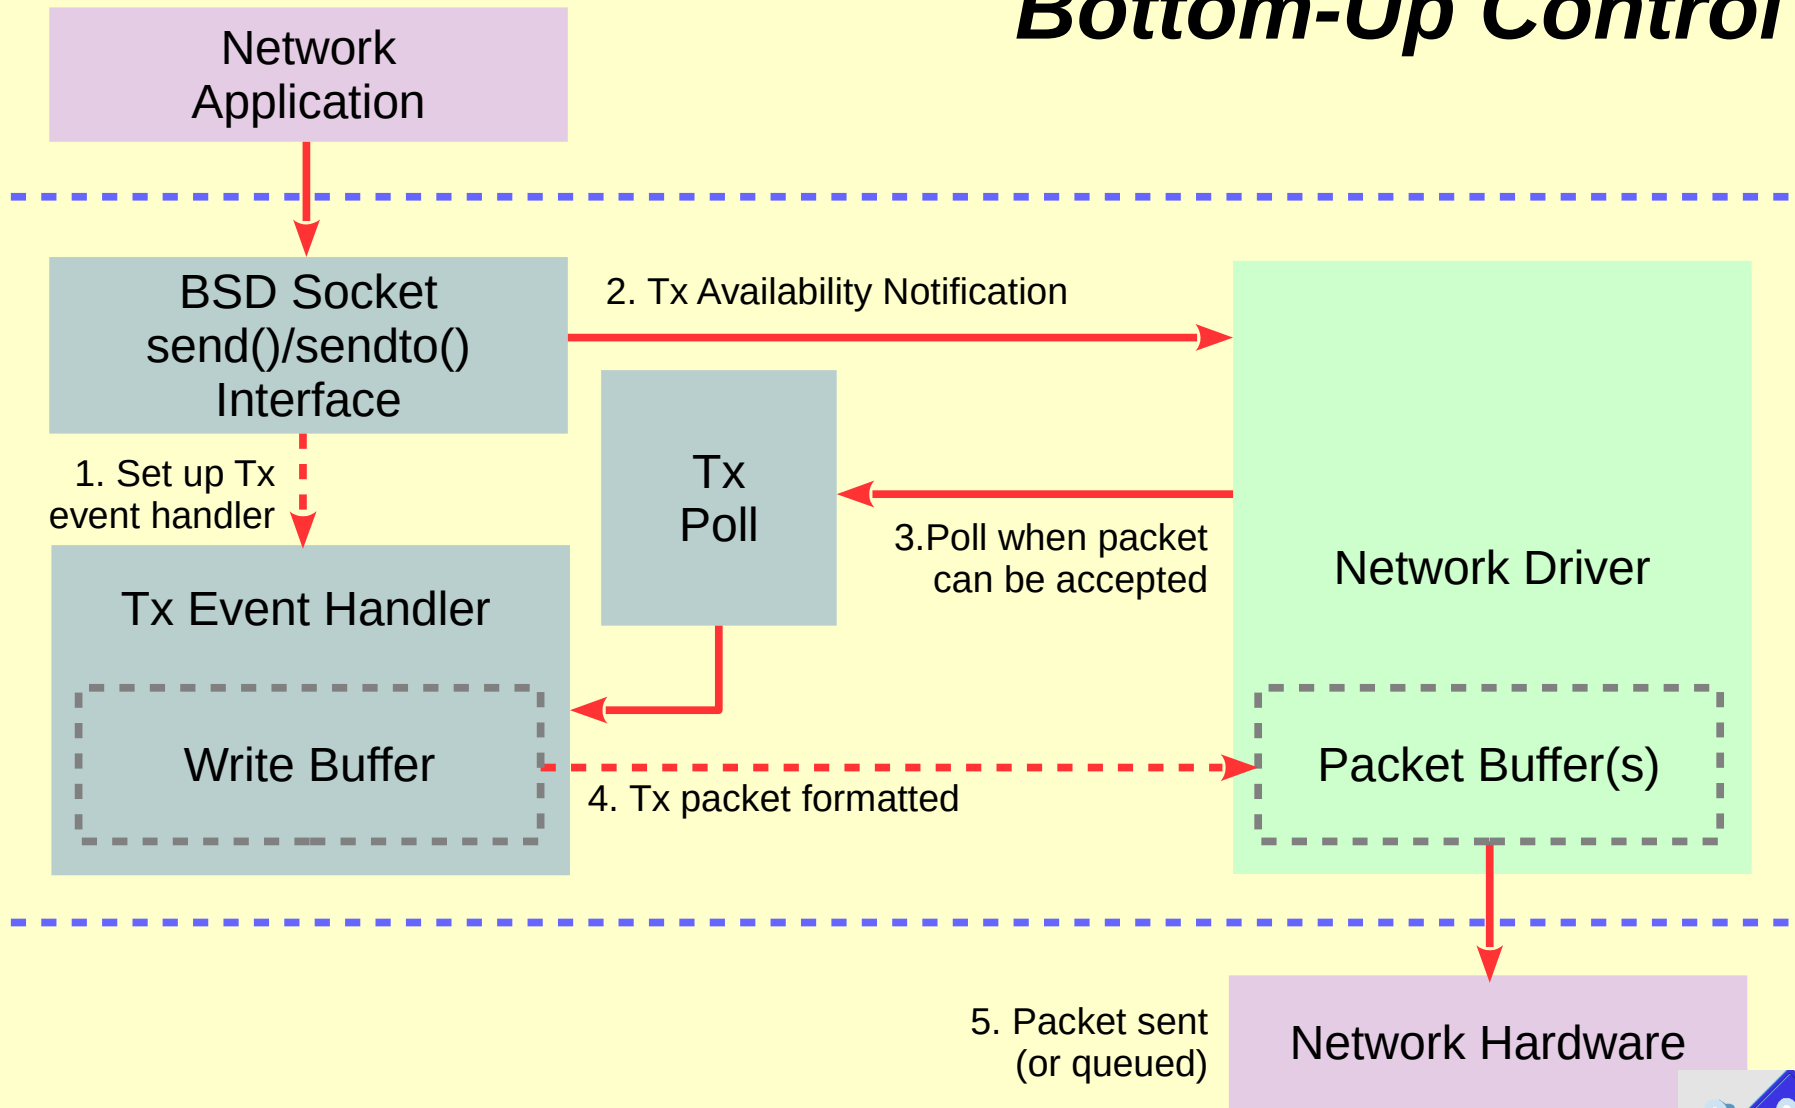 Bottom-Up Control
Network
Application
BSD Socket
send()/sendto()
Interface
2. Tx Availability Notification
1. Set up Tx
event handler
Tx
Poll
3.Poll when packet
can be accepted
Network Driver
Tx Event Handler
Write Buffer
4. Tx packet formatted
Packet Buffer(s)
5. Packet sent
(or queued)
Network Hardware